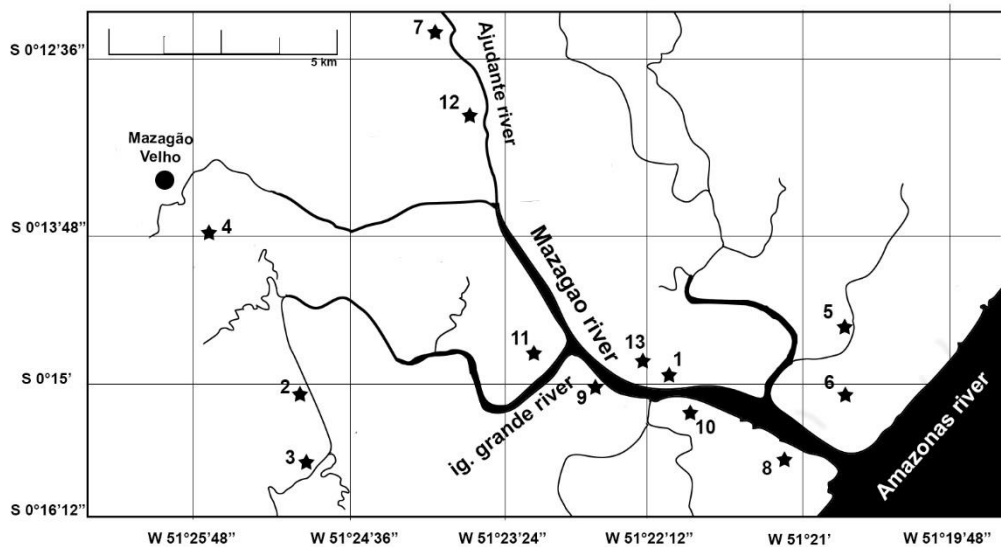 7
S 0°12'36"
5 km
Ajudante river
12
Mazagão
Velho
4
S 0°13'48"
Mazagao river
5
11
13
1
S 0°15'
2
9
6
ig. grande river
10
3
8
Amazonas river
S 0°16'12"
W 51°25'48"
W 51°24'36"
W 51°23'24"
W 51°22'12"
W 51°21'
W 51°19'48"